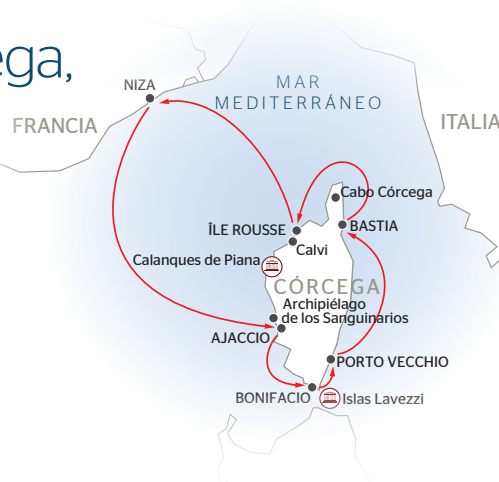 ega,
NIZA
MAR
MEDITERRÁNEO
FRANCIA
ITALIA
Cabo Córcega
ÎLE ROUSSE
BASTIA
Calvi
Calanques de Piana
CÓRCEGA
Archipiélago
de los Sanguinarios
AJACCIO
PORTO VECCHIO
BONIFACIO
Islas Lavezzi